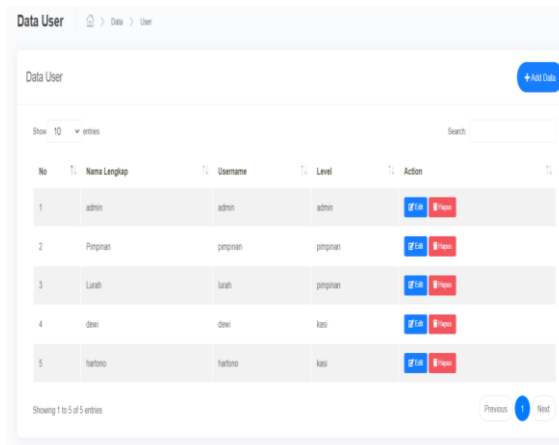 Data User Data > User
Data User
+ Add Data
Show 10 entries Search:
No Nama Lengkap Username Level Action
1 admin admin admin Edit Hapus
2 Pimpinan pimpinan pimpinan Edit Hapus
3 Lurah lurah pimpinan Edit Hapus
4 dewi dewi kasi Edit Hapus
5 hartono hartono kasi Edit Hapus
Showing 1 to 5 of 5 entries Previous 1 Next